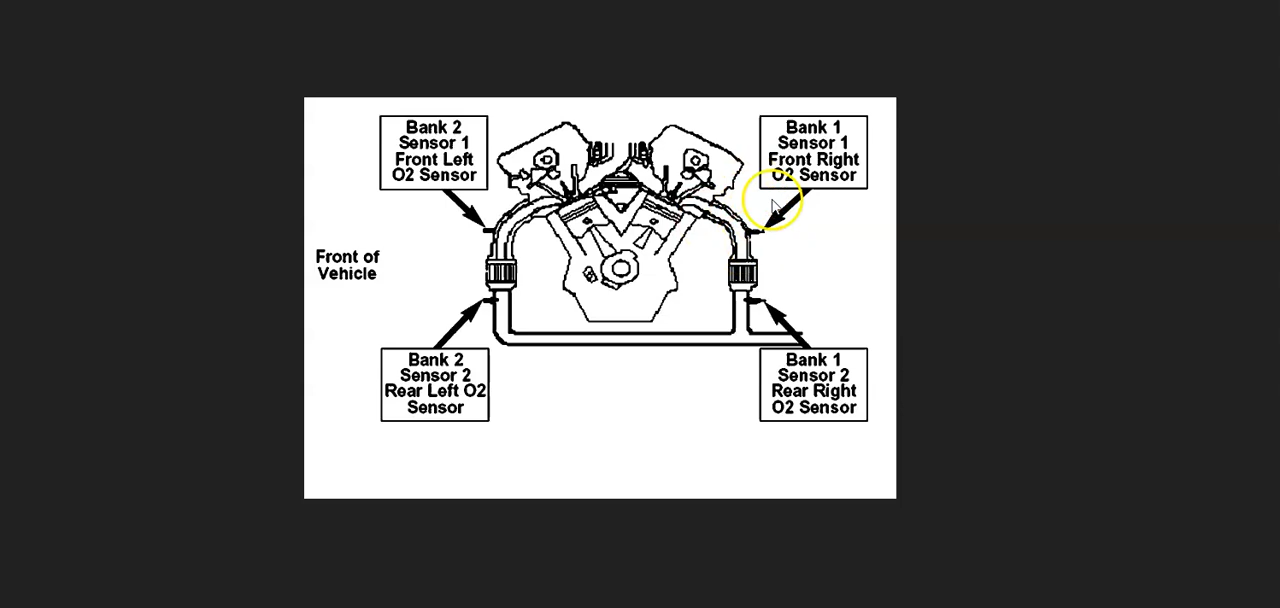 Bank 2
Sensor 1
Front Left
O2 Sensor
Bank 1
Sensor 1
Front Right
O2 Sensor
Front of
Vehicle
Bank 2
Sensor 2
Rear Left O2
Sensor
Bank 1
Sensor 2
Rear Right
O2 Sensor